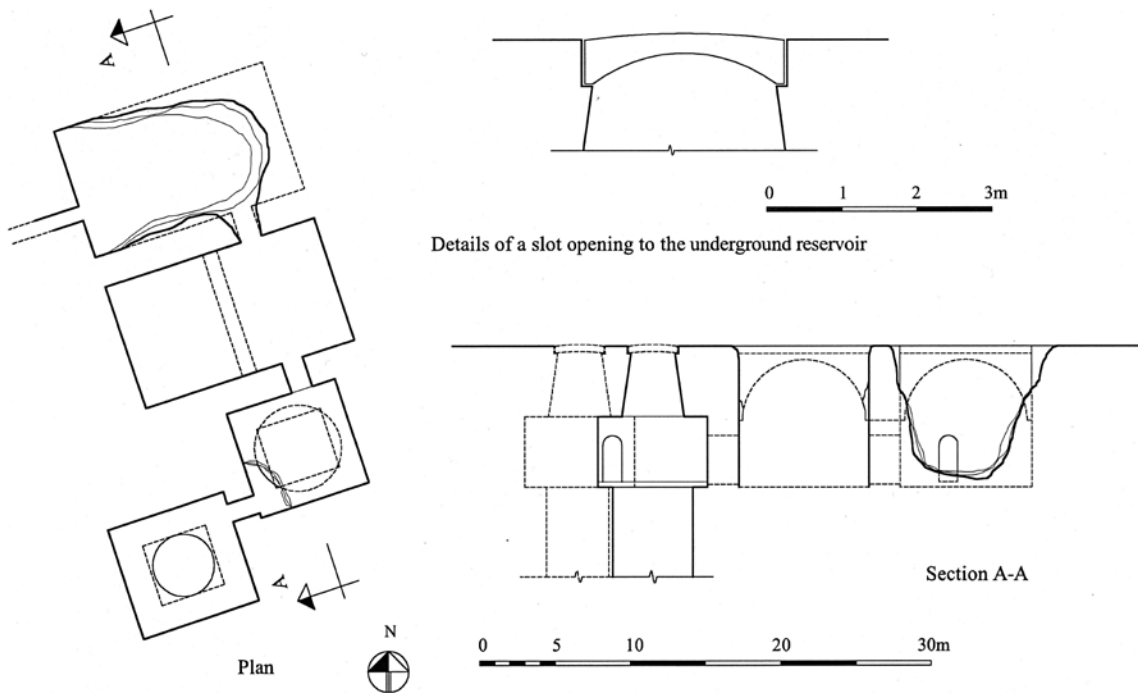 A
0 1 2 3m
Details of a slot opening to the underground reservoir
A
Section A-A
N
Plan
0 5 10 20 30m